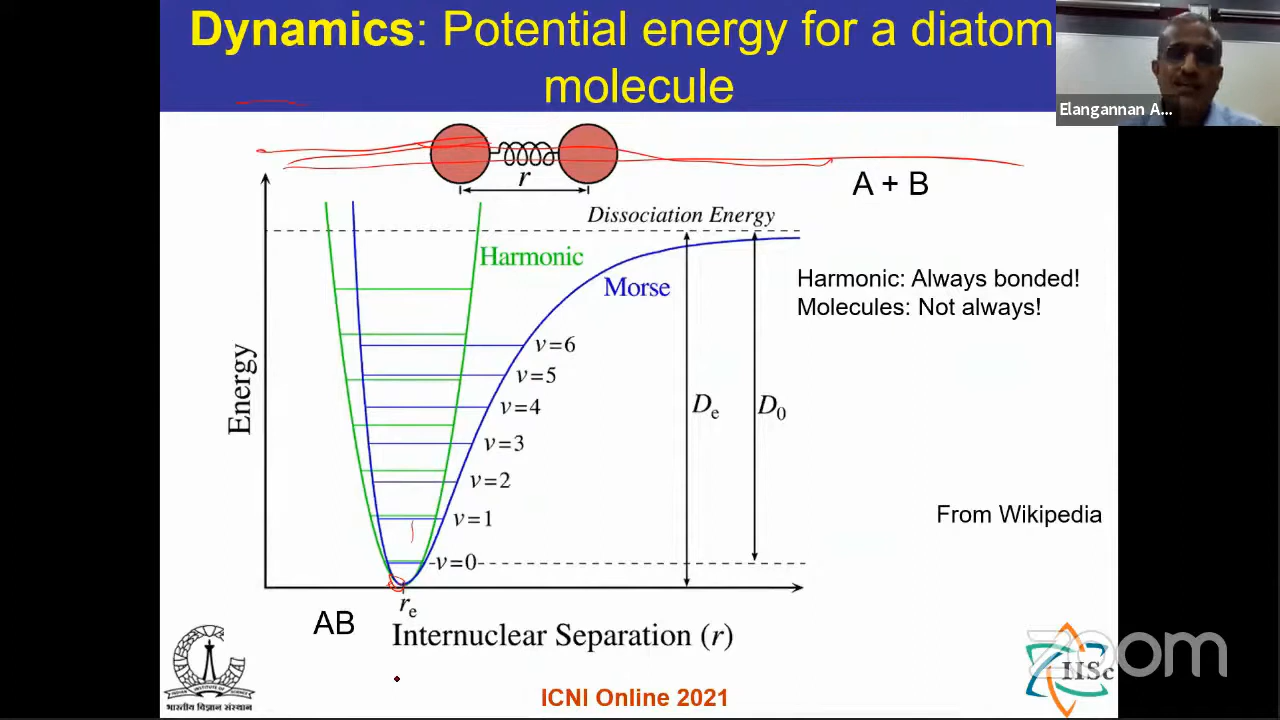 Dynamics: Potential energy for a diatom
molecule
Elangannan A...
r
A + B
Dissociation Energy
Harmonic
Morse
Harmonic: Always bonded!
Molecules: Not always!
v=6
v=5
v=4
v=3
v=2
v=1
v=0
Energy
De
D0
From Wikipedia
re
AB
Internuclear Separation (r)
zoom
IISc
भारतीय विज्ञान संस्थान
ICNI Online 2021